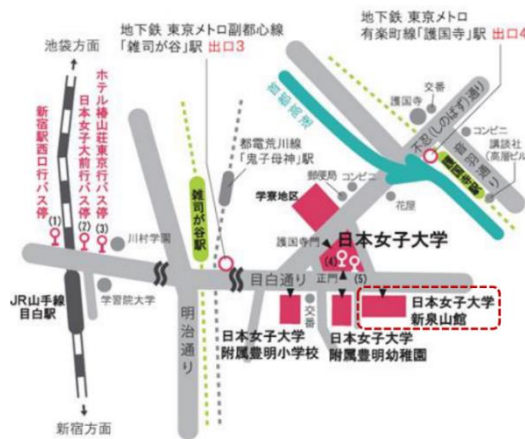 池袋方面
新宿駅西口行バス停
日本女子大前行バス停
ホテル椿山荘東京行バス停
(1)
(2)
(3)
川村学園
学習院大学
JR山手線
目白駅
新宿方面
地下鉄 東京メトロ副都心線
「雑司が谷」駅 出口3
雑司が谷駅
都電荒川線
「鬼子母神」駅
明治通り
目白通り
地下鉄 東京メトロ
有楽町線「護国寺」駅 出口4
首都高速
護国寺
交番
不忍(しのばず)通り
音羽通り
コンビニ
講談社
(高層ビル)
護国寺駅
花屋
郵便局
コンビニ
学寮地区
護国寺門
日本女子大学
(4)
(5)
正門
日本女子大学
附属豊明小学校
交番
日本女子大学
附属豊明幼稚園
日本女子大学
新泉山館